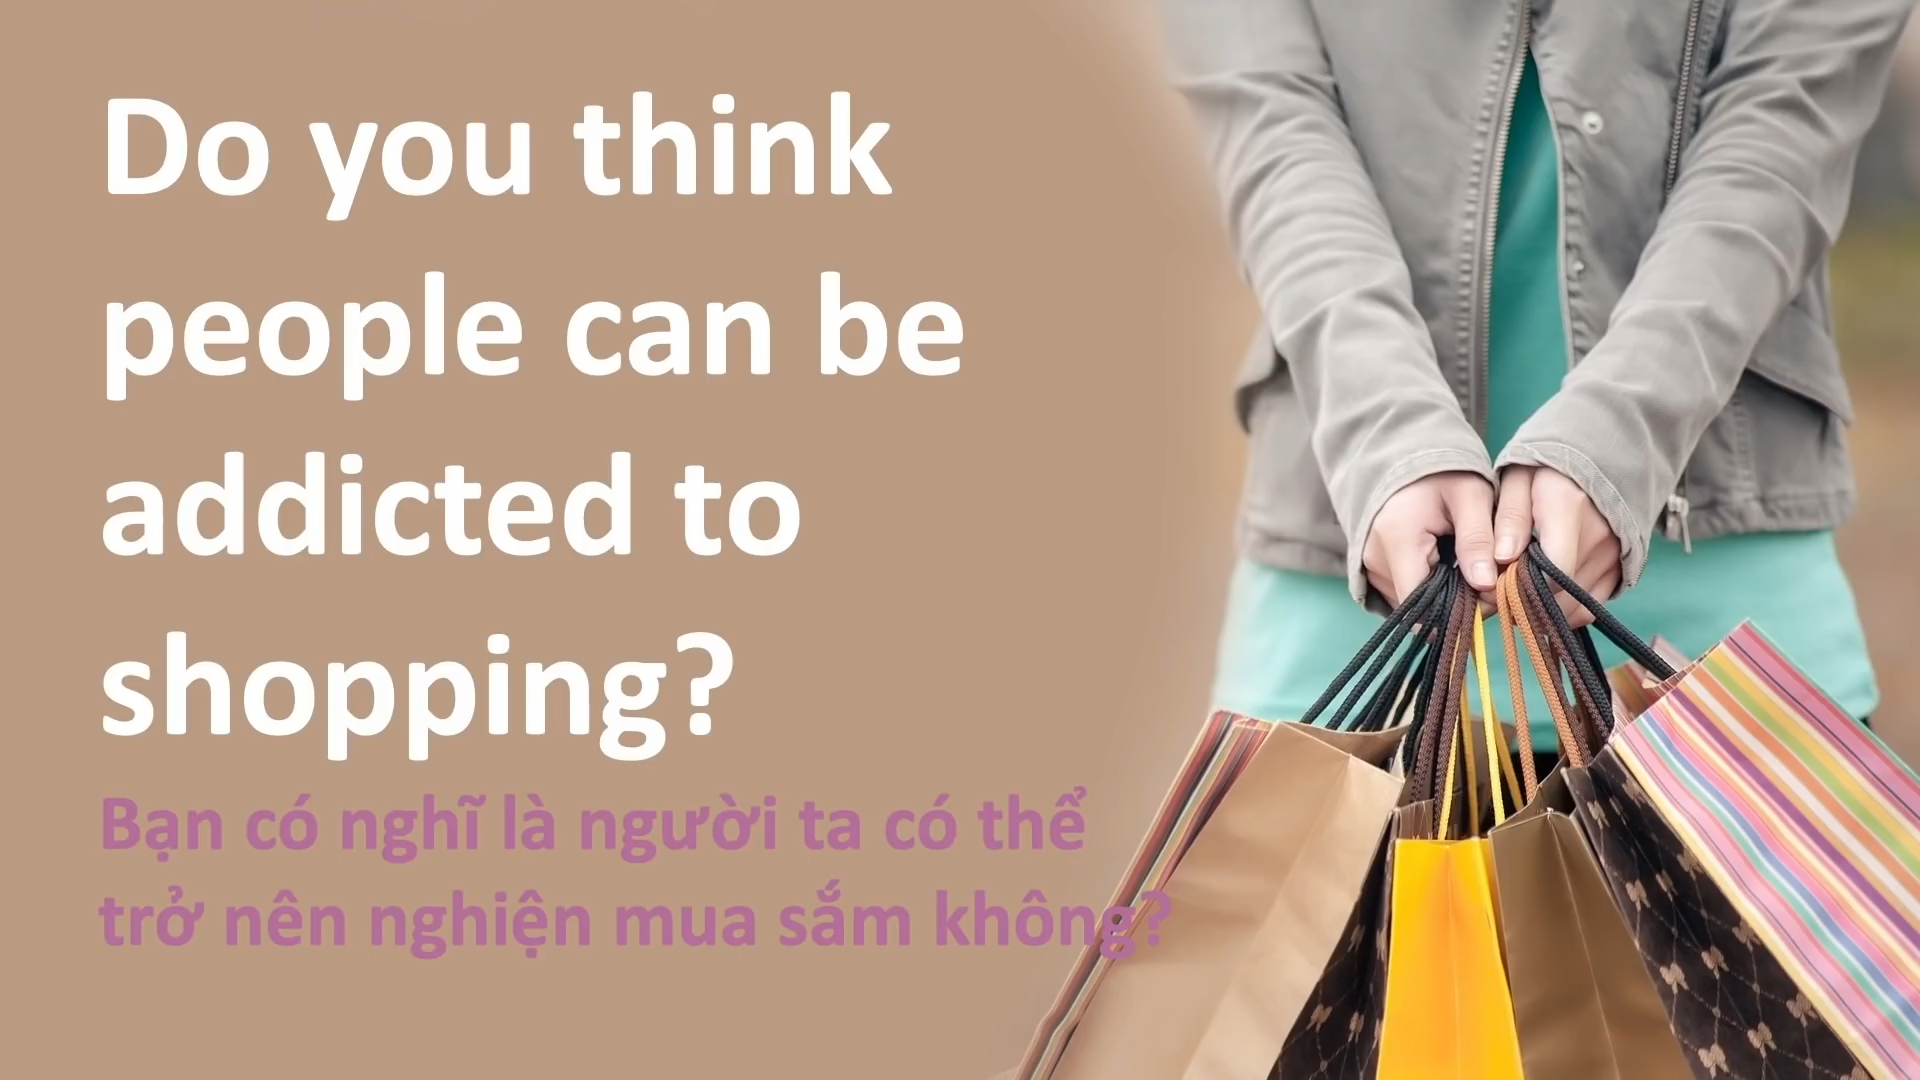 Do you think
people can be
addicted to
shopping?
Bạn có nghĩ là người ta có thể
trở nên nghiện mua sắm không?